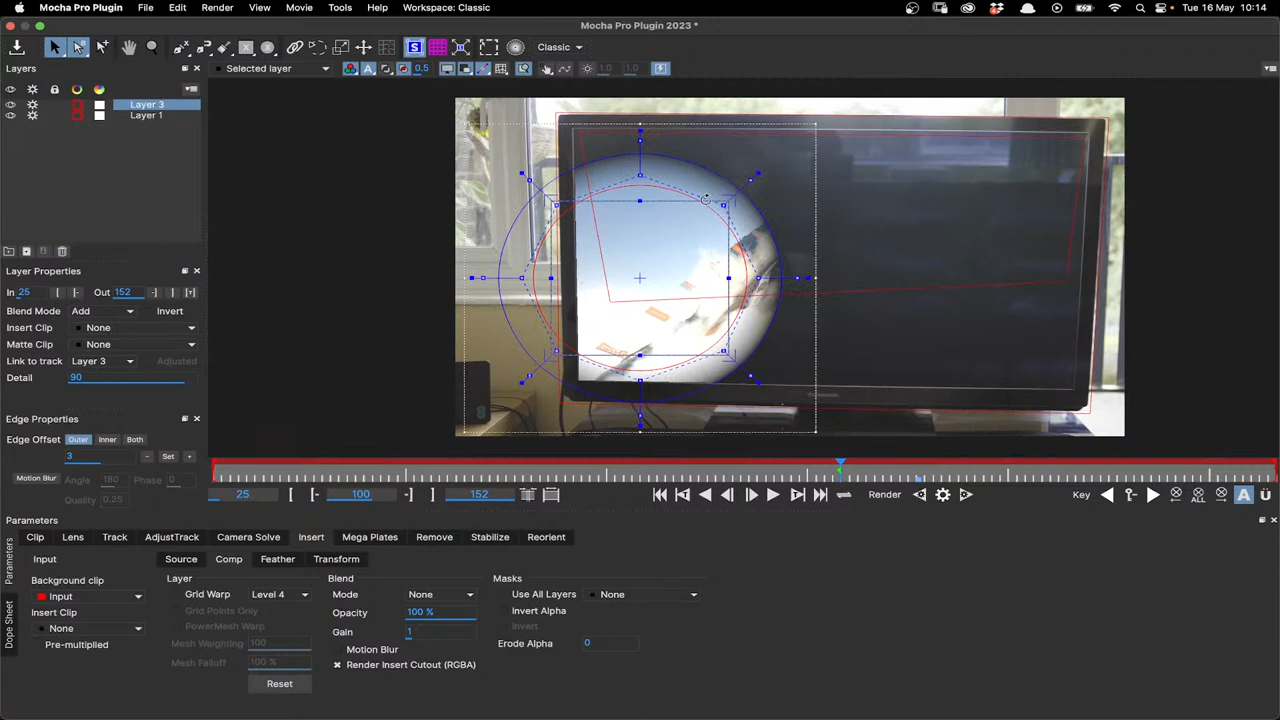 Mocha Pro Plugin File Edit Render View Movie Tools Help Workspace: Classic Tue 16 May 10:14
Mocha Pro Plugin 2023 *
Classic
Layers
Selected layer
A
0.5
1.0
1.0
Layer 3
Layer 1
Layer Properties
In 25 Out 152
Blend Mode Add Invert
Insert Clip None
Matte Clip None
Link to track Layer 3 Adjusted
Detail 90
Edge Properties
Edge Offset Outer Inner Both
3 - Set +
Motion Blur Angle 180 Phase 0
Quality 0.25
25 100 152 Render Key ALL A Ü
Parameters
Parameters
Dope Sheet
Clip Lens Track AdjustTrack Camera Solve Insert Mega Plates Remove Stabilize Reorient
Input Source Comp Feather Transform
Background clip
Input
Insert Clip
None
Pre-multiplied
Layer
Grid Warp Level 4
Grid Points Only
PowerMesh Warp
Mesh Weighting 100
Mesh Falloff 100 %
Reset
Blend
Mode None
Opacity 100 %
Gain 1
Motion Blur
Render Insert Cutout (RGBA)
Masks
Use All Layers None
Invert Alpha
Invert
Erode Alpha 0